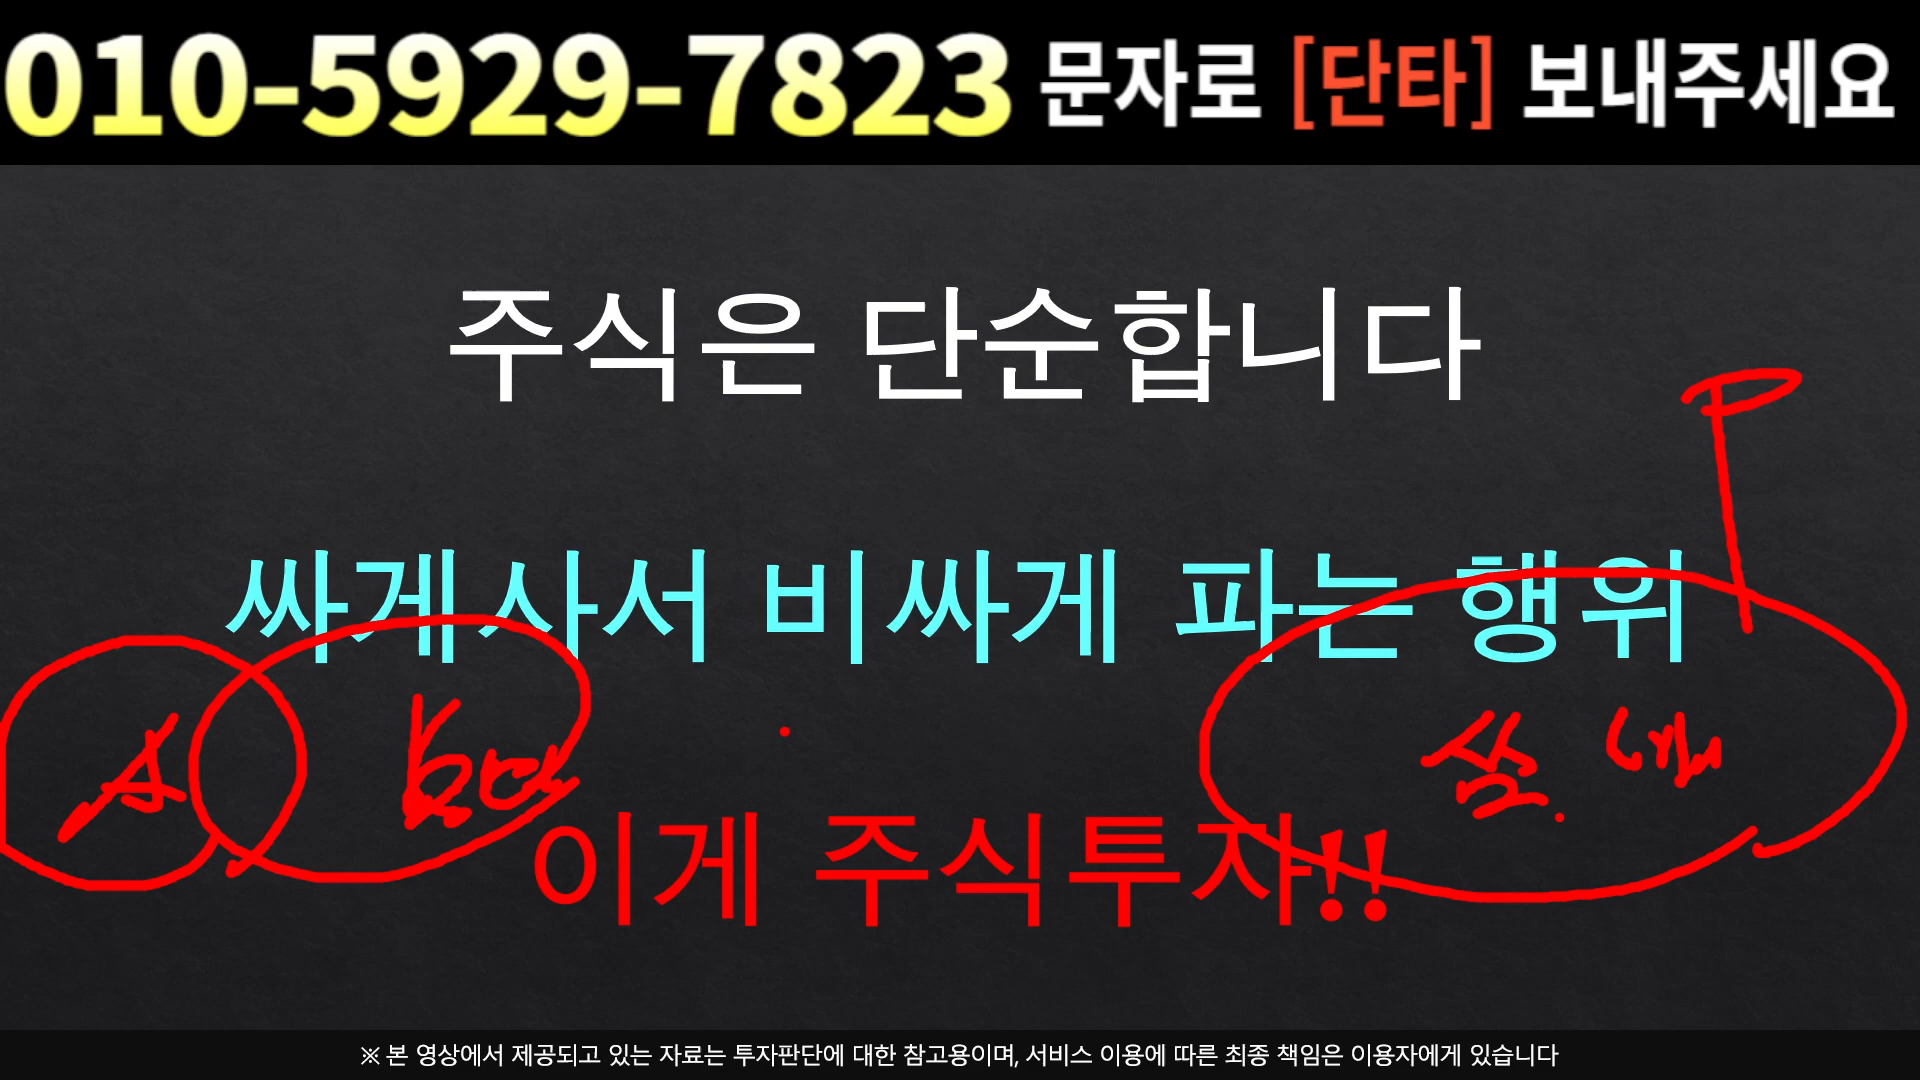 010-5929-7823 문자로 [단타] 보내주세요
주식은 단순합니다
싸게사서 비싸게 파는 행위
이게 주식투자!!
※ 본 영상에서 제공되고 있는 자료는 투자판단에 대한 참고용이며, 서비스 이용에 따른 최종 책임은 이용자에게 있습니다